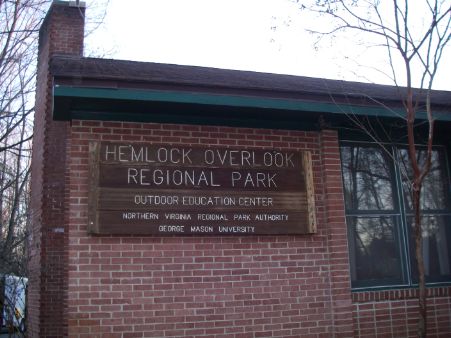 HEMLOCK OVERLOOK
REGIONAL PARK
OUTDOOR EDUCATION CENTER
NORTHERN VIRGINIA REGIONAL PARK AUTHORITY
GEORGE MASON UNIVERSITY